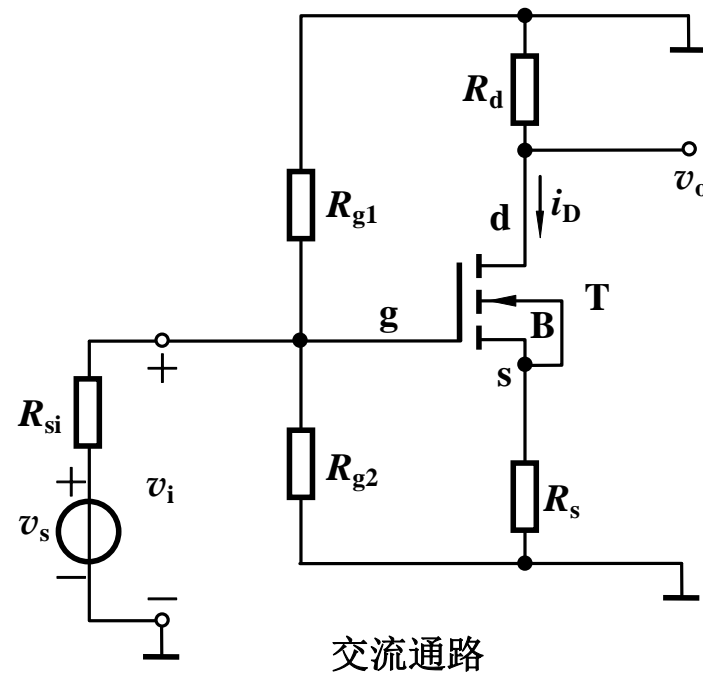 R_d
v_o
R_g1
d
i_D
T
B
g
s
+
R_si
+
v_i
R_g2
R_s
v_s
−
−
交流通路